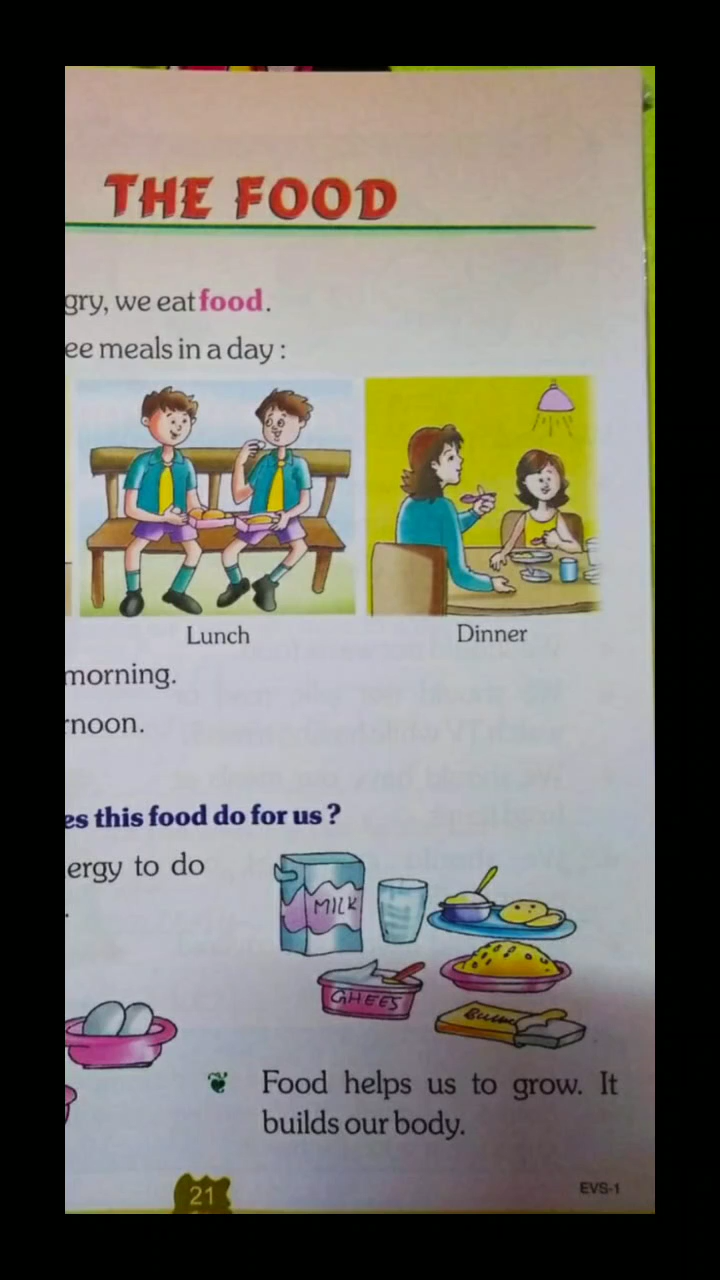 THE FOOD
gry, we eat food.
ee meals in a day :
Lunch
Dinner
morning.
rnoon.
es this food do for us ?
ergy to do
.
MILK
GHEES
Food helps us to grow. It
builds our body.
21
EVS-1